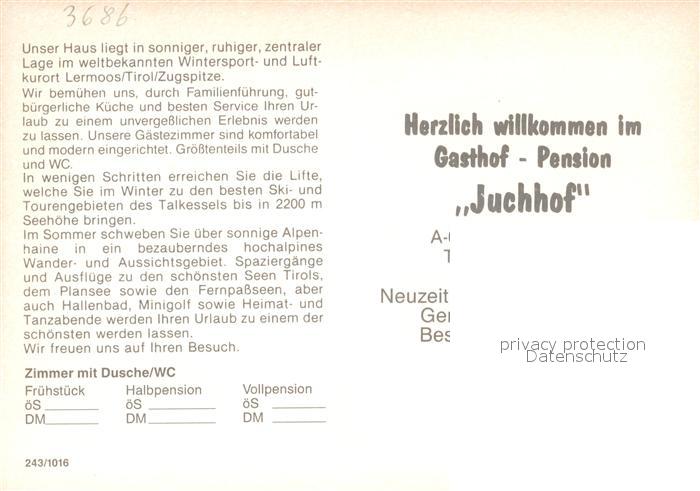 3686
Unser Haus liegt in sonniger, ruhiger, zentraler
Lage im weltbekannten Wintersport- und Luft-
kurort Lermoos/Tirol/Zugspitze.
Wir bemühen uns, durch Familienführung, gut-
bürgerliche Küche und besten Service Ihren Ur-
laub zu einem unvergeßlichen Erlebnis werden
zu lassen. Unsere Gästezimmer sind komfortabel
und modern eingerichtet. Größtenteils mit Dusche
und WC.
In wenigen Schritten erreichen Sie die Lifte,
welche Sie im Winter zu den besten Ski- und
Tourengebieten des Talkessels bis in 2200 m
Seehöhe bringen.
Im Sommer schweben Sie über sonnige Alpen-
haine in ein bezauberndes hochalpines
Wander- und Aussichtsgebiet. Spaziergänge
und Ausflüge zu den schönsten Seen Tirols,
dem Plansee sowie den Fernpaßseen, aber
auch Hallenbad, Minigolf sowie Heimat- und
Tanzabende werden Ihren Urlaub zu einem der
schönsten werden lassen.
Wir freuen uns auf Ihren Besuch.
Zimmer mit Dusche/WC
Frühstück Halbpension Vollpension
öS öS öS
DM DM DM
243/1016
Herzlich willkommen im
Gasthof - Pension
„Juchhof"
A-
T
Neuzeit
Ger
Bes
privacy protection
Datenschutz